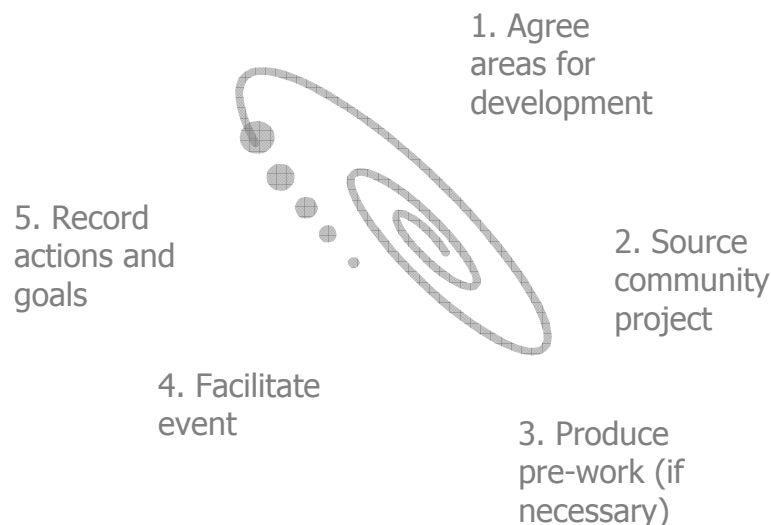 1. Agree
areas for
development
2. Source
community
project
3. Produce
pre-work (if
necessary)
4. Facilitate
event
5. Record
actions and
goals